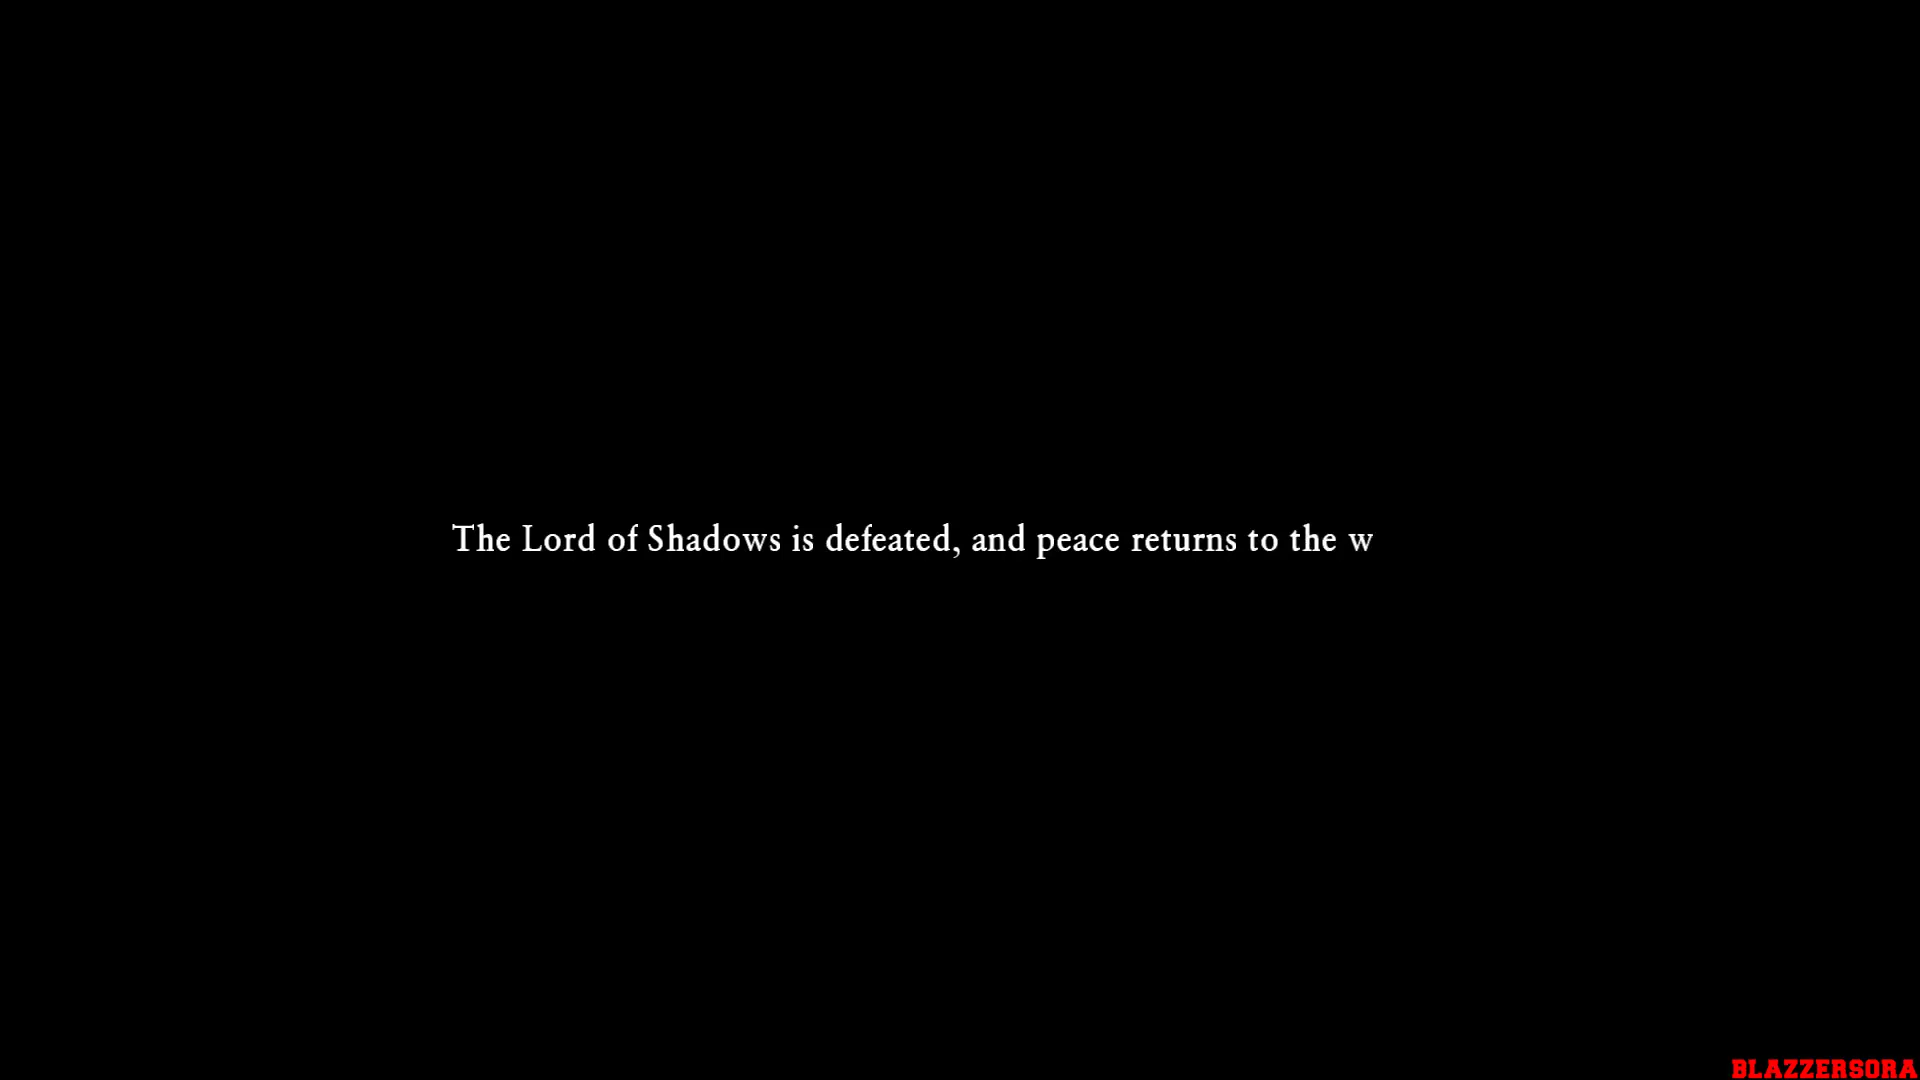 The Lord of Shadows is defeated, and peace returns to the w
BLAZZERSORA